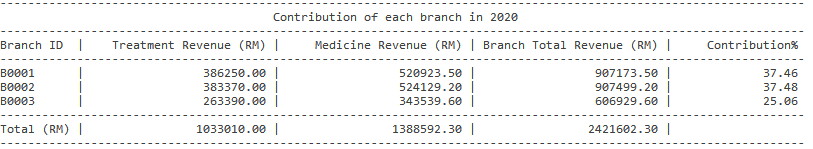 Contribution of each branch in 2020
Branch ID | Treatment Revenue (RM) | Medicine Revenue (RM) | Branch Total Revenue (RM) | Contribution%
B0001 | 386250.00 | 520923.50 | 907173.50 | 37.46
B0002 | 383370.00 | 524129.20 | 907499.20 | 37.48
B0003 | 263390.00 | 343539.60 | 606929.60 | 25.06
Total (RM) | 1033010.00 | 1388592.30 | 2421602.30 |